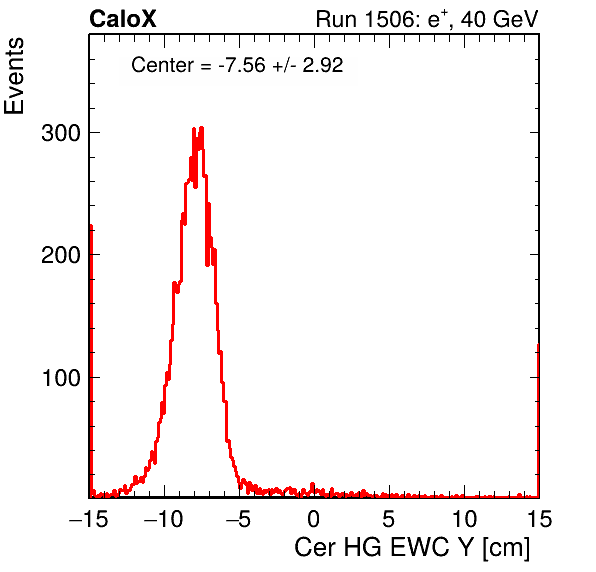 CaloX Run 1506: e⁺, 40 GeV
Center = -7.56 +/- 2.92
Events
300
200
100
−15 −10 −5 0 5 10 15
Cer HG EWC Y [cm]